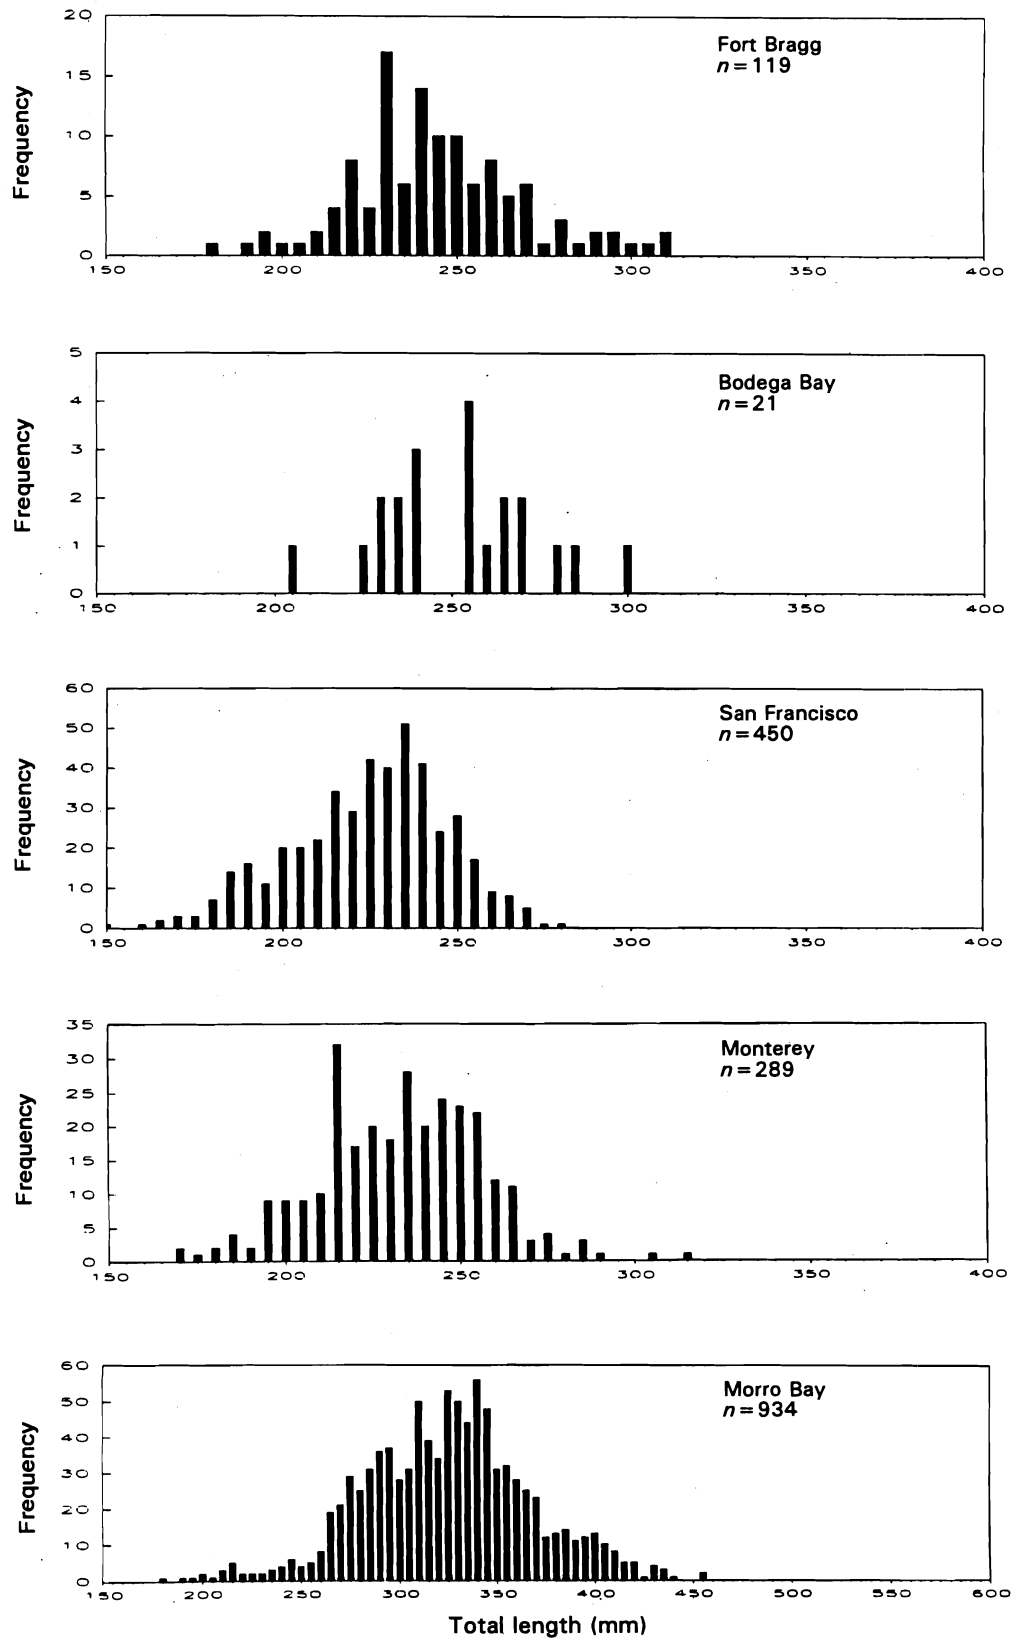 20
15
10
5
0
Frequency
Fort Bragg
n=119
150 200 250 300 350 400
5
4
3
2
1
0
Frequency
Bodega Bay
n=21
150 200 250 300 350 400
60
50
40
30
20
10
0
Frequency
San Francisco
n=450
150 200 250 300 350 400
35
30
25
20
15
10
5
0
Frequency
Monterey
n=289
150 200 250 300 350 400
60
50
40
30
20
10
0
Frequency
Morro Bay
n=934
150 200 250 300 350 400 450 500 550 600
Total length (mm)